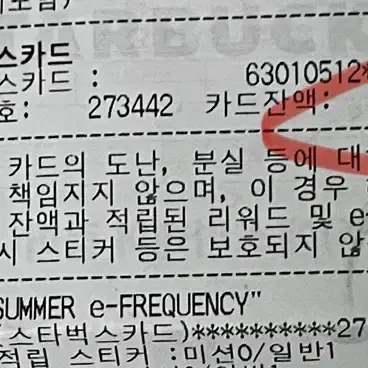 스카드
스카드 : 63010512*
호: 273442 카드잔액:
카드의 도난, 분실 등에 대
책임지지 않으며, 이 경우
잔액과 적립된 리워드 및 e-
시 스티커 등은 보호되지 않
SUMMER e-FREQUENCY"
(스타벅스카드)**********27
적립 스티커 :미션0/일반1